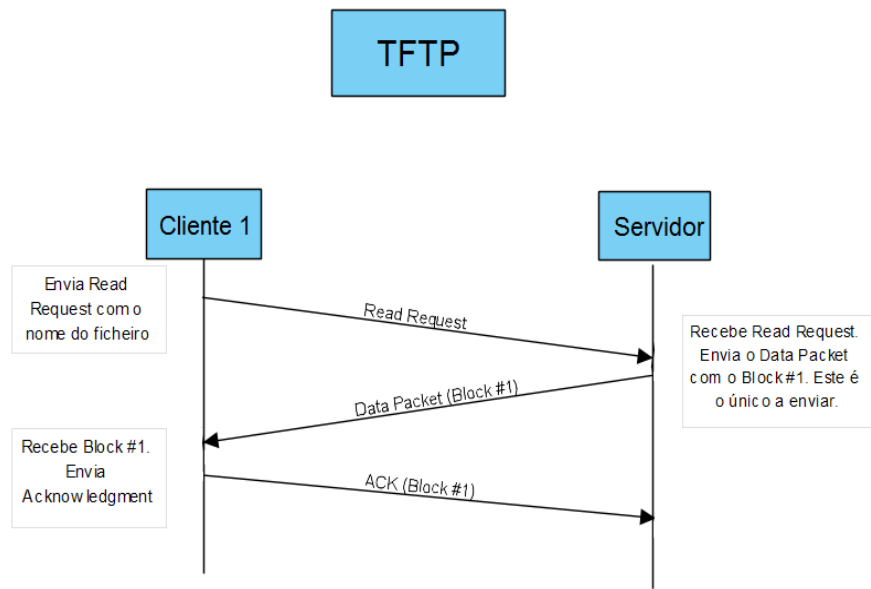 TFTP
Cliente 1
Servidor
Envia Read
Request com o
nome do ficheiro
Read Request
Recebe Read Request.
Envia o Data Packet
com o Block #1. Este é
o único a enviar.
Data Packet (Block #1)
Recebe Block #1.
Envia
Acknowledgment
ACK (Block #1)